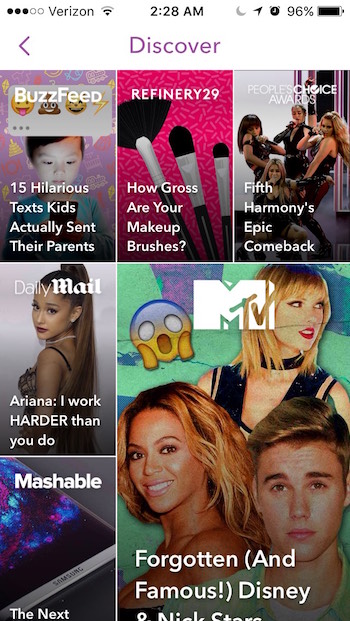 Verizon 2:28 AM 96%
Discover
BuzzFeed
15 Hilarious
Texts Kids
Actually Sent
Their Parents
REFINERY29
How Gross
Are Your
Makeup
Brushes?
PEOPLE'S CHOICE
AWARDS
Fifth
Harmony's
Epic
Comeback
Daily Mail
Ariana: I work
HARDER than
you do
MTV
Forgotten (And
Famous!) Disney
& Nick Stars
Mashable
SAMSUNG
The Next